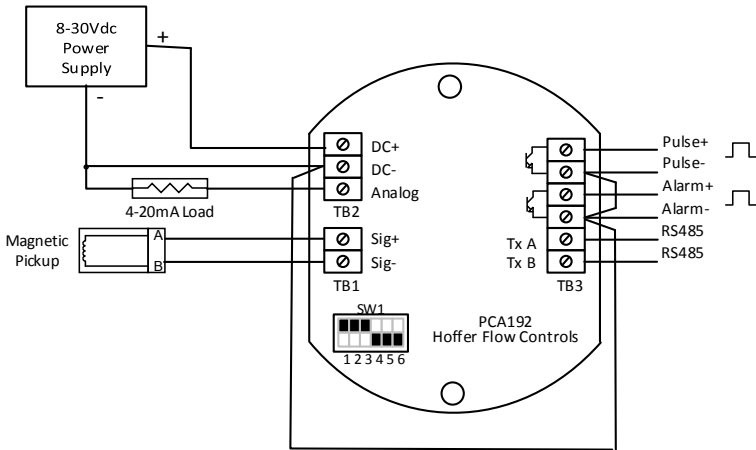 8-30Vdc
Power
Supply
+
-
DC+
DC-
Analog
TB2
4-20mA Load
Magnetic
Pickup
A
B
Sig+
Sig-
TB1
SW1
1 2 3 4 5 6
PCA192
Hoffer Flow Controls
Pulse+
Pulse-
Alarm+
Alarm-
Tx A
RS485
Tx B
RS485
TB3